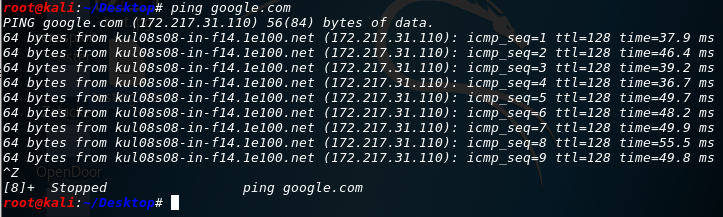 root@kali:~/Desktop# ping google.com
PING google.com (172.217.31.110) 56(84) bytes of data.
64 bytes from kul08s08-in-f14.1e100.net (172.217.31.110): icmp_seq=1 ttl=128 time=37.9 ms
64 bytes from kul08s08-in-f14.1e100.net (172.217.31.110): icmp_seq=2 ttl=128 time=46.4 ms
64 bytes from kul08s08-in-f14.1e100.net (172.217.31.110): icmp_seq=3 ttl=128 time=39.2 ms
64 bytes from kul08s08-in-f14.1e100.net (172.217.31.110): icmp_seq=4 ttl=128 time=36.7 ms
64 bytes from kul08s08-in-f14.1e100.net (172.217.31.110): icmp_seq=5 ttl=128 time=49.7 ms
64 bytes from kul08s08-in-f14.1e100.net (172.217.31.110): icmp_seq=6 ttl=128 time=48.2 ms
64 bytes from kul08s08-in-f14.1e100.net (172.217.31.110): icmp_seq=7 ttl=128 time=49.9 ms
64 bytes from kul08s08-in-f14.1e100.net (172.217.31.110): icmp_seq=8 ttl=128 time=55.5 ms
64 bytes from kul08s08-in-f14.1e100.net (172.217.31.110): icmp_seq=9 ttl=128 time=49.8 ms
^Z
OpenDoor
[8]+  Stopped                 ping google.com
root@kali:~/Desktop#